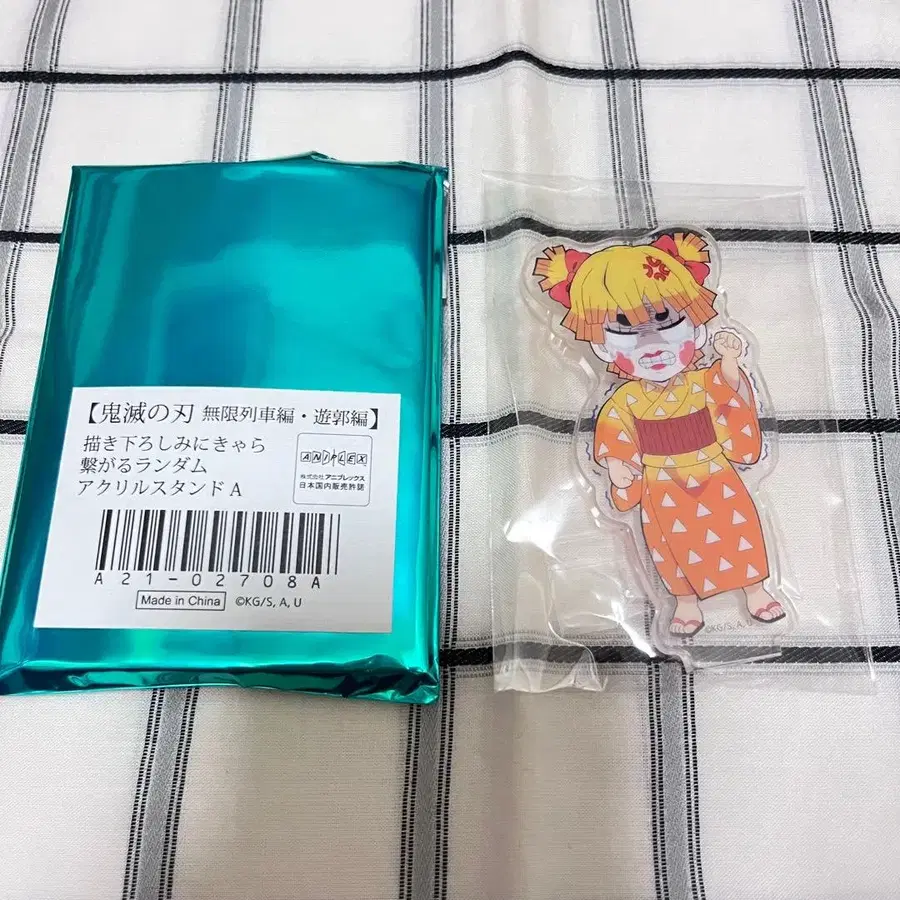 【鬼滅の刃 無限列車編・遊郭編】
描き下ろしみにきゃら
繋がるランダム
アクリルスタンド A
ANIPLEX
株式会社アニプレックス
日本国内販売許諾
A21-02708A
Made in China ©KG/S, A, U
©KG/S, A, U